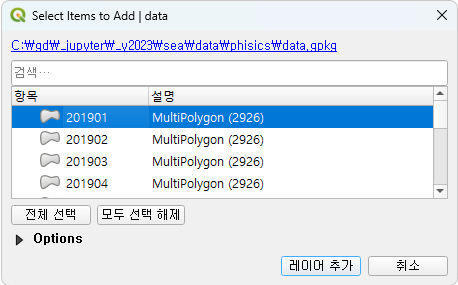 Select Items to Add | data
C:₩gd₩_jupyter₩_y2023₩sea₩data₩phisics₩data.gpkg
검색…
항목 설명
201901 MultiPolygon (2926)
201902 MultiPolygon (2926)
201903 MultiPolygon (2926)
201904 MultiPolygon (2926)
전체 선택 모두 선택 해제
Options
레이어 추가 취소